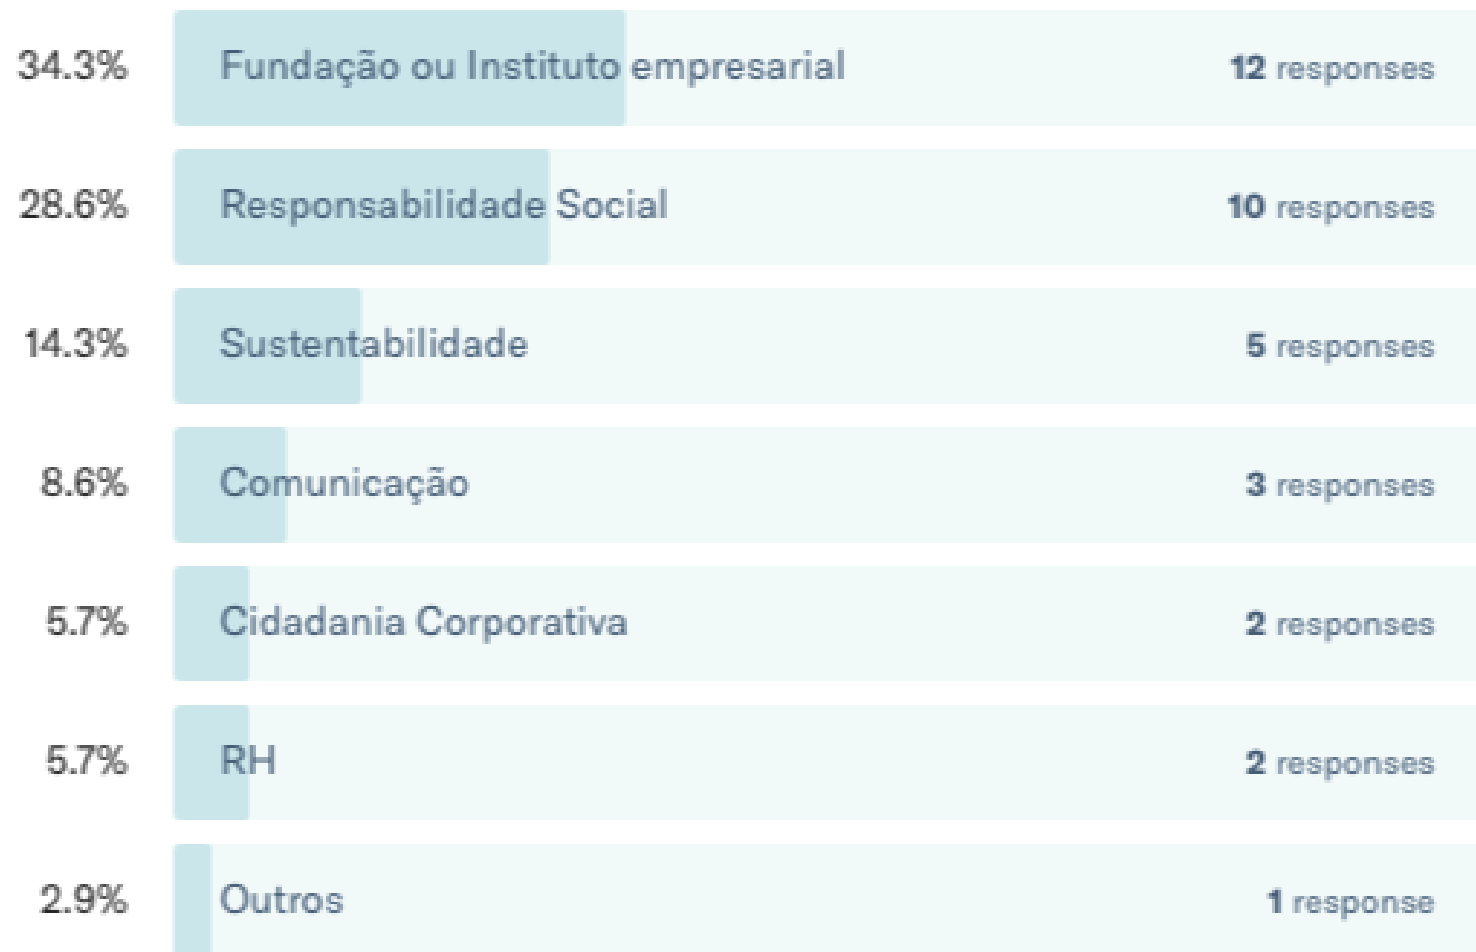 34.3% Fundação ou Instituto empresarial 12 responses
28.6% Responsabilidade Social 10 responses
14.3% Sustentabilidade 5 responses
8.6% Comunicação 3 responses
5.7% Cidadania Corporativa 2 responses
5.7% RH 2 responses
2.9% Outros 1 response